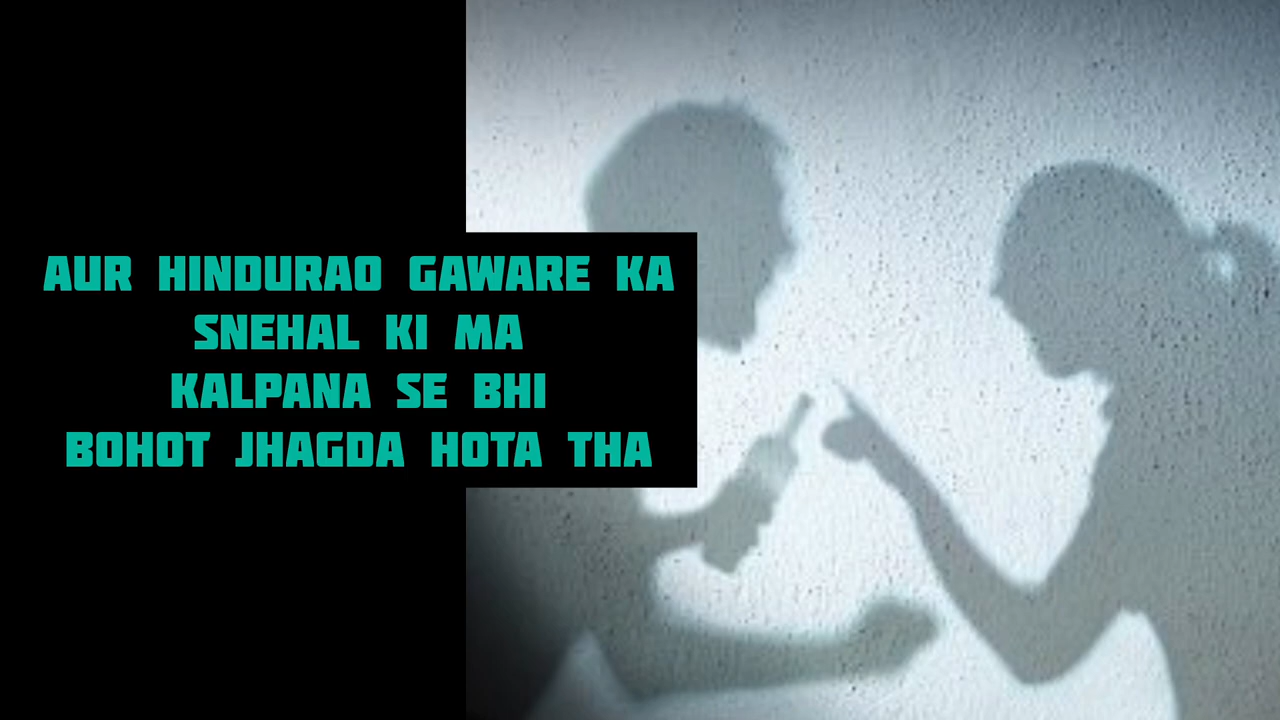 AUR HINDURAO GAWARE KA
SNEHAL KI MA
KALPANA SE BHI
BOHOT JHAGDA HOTA THA